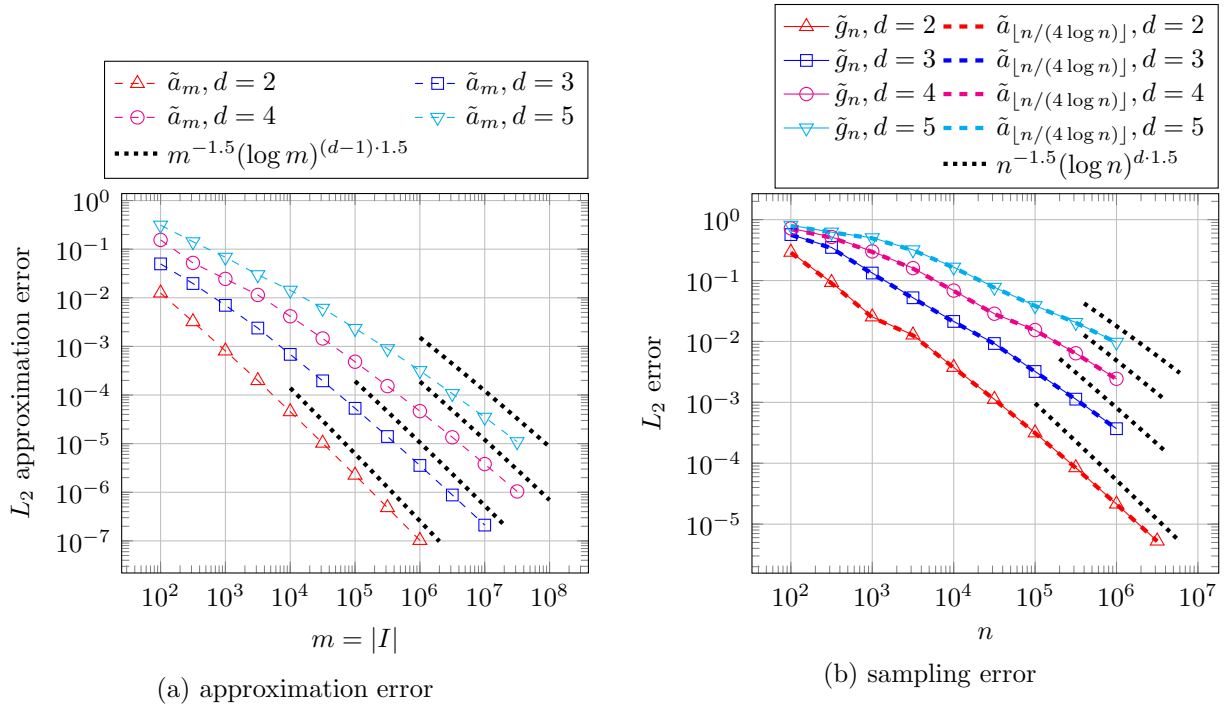 ã_m, d = 2
ã_m, d = 3
ã_m, d = 4
ã_m, d = 5
m^{-1.5}(log m)^{(d−1)·1.5}
10^0
10^{-1}
10^{-2}
10^{-3}
10^{-4}
10^{-5}
10^{-6}
10^{-7}
L_2 approximation error
10^2 10^3 10^4 10^5 10^6 10^7 10^8
m = |I|
(a) approximation error
g̃_n, d = 2
ã_{⌊n/(4 log n)⌋}, d = 2
g̃_n, d = 3
ã_{⌊n/(4 log n)⌋}, d = 3
g̃_n, d = 4
ã_{⌊n/(4 log n)⌋}, d = 4
g̃_n, d = 5
ã_{⌊n/(4 log n)⌋}, d = 5
n^{-1.5}(log n)^{d·1.5}
10^0
10^{-1}
10^{-2}
10^{-3}
10^{-4}
10^{-5}
L_2 error
10^2 10^3 10^4 10^5 10^6 10^7
n
(b) sampling error